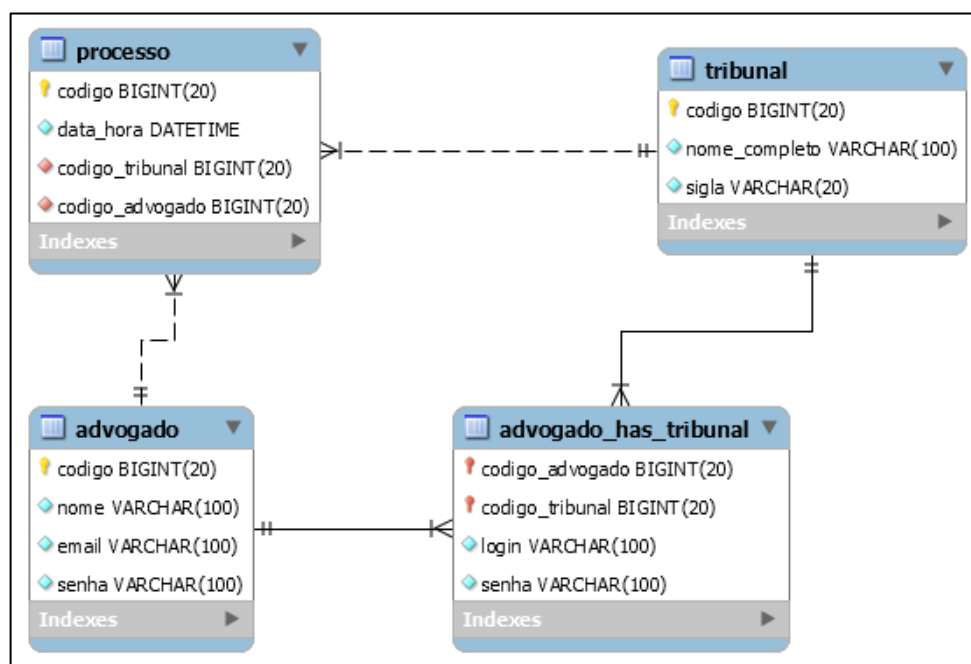 processo
codigo BIGINT(20)
data_hora DATETIME
codigo_tribunal BIGINT(20)
codigo_advogado BIGINT(20)
Indexes
tribunal
codigo BIGINT(20)
nome_completo VARCHAR(100)
sigla VARCHAR(20)
Indexes
advogado
codigo BIGINT(20)
nome VARCHAR(100)
email VARCHAR(100)
senha VARCHAR(100)
Indexes
advogado_has_tribunal
codigo_advogado BIGINT(20)
codigo_tribunal BIGINT(20)
login VARCHAR(100)
senha VARCHAR(100)
Indexes